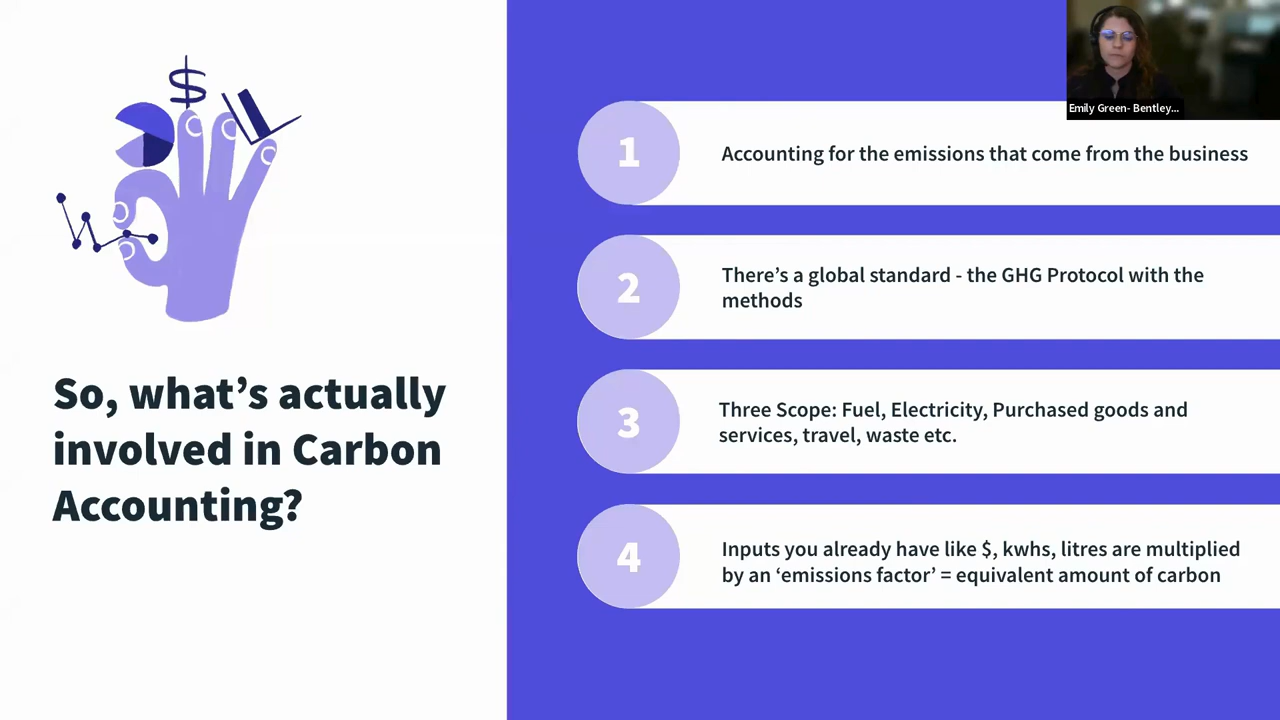 $
So, what’s actually
involved in Carbon
Accounting?
1
Accounting for the emissions that come from the business
2
There’s a global standard - the GHG Protocol with the
methods
3
Three Scope: Fuel, Electricity, Purchased goods and
services, travel, waste etc.
4
Inputs you already have like $, kwhs, litres are multiplied
by an ‘emissions factor’ = equivalent amount of carbon
Emily Green- Bentley...